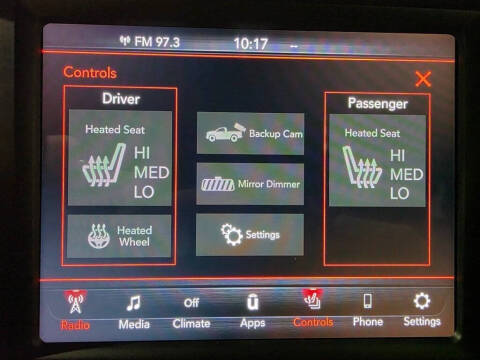 FM 97.3 10:17 --
Controls
Driver
Heated Seat
HI
MED
LO
Heated
Wheel
Backup Cam
Mirror Dimmer
Settings
Passenger
Heated Seat
HI
MED
LO
Radio
Media
Off
Climate
Apps
Controls
Phone
Settings